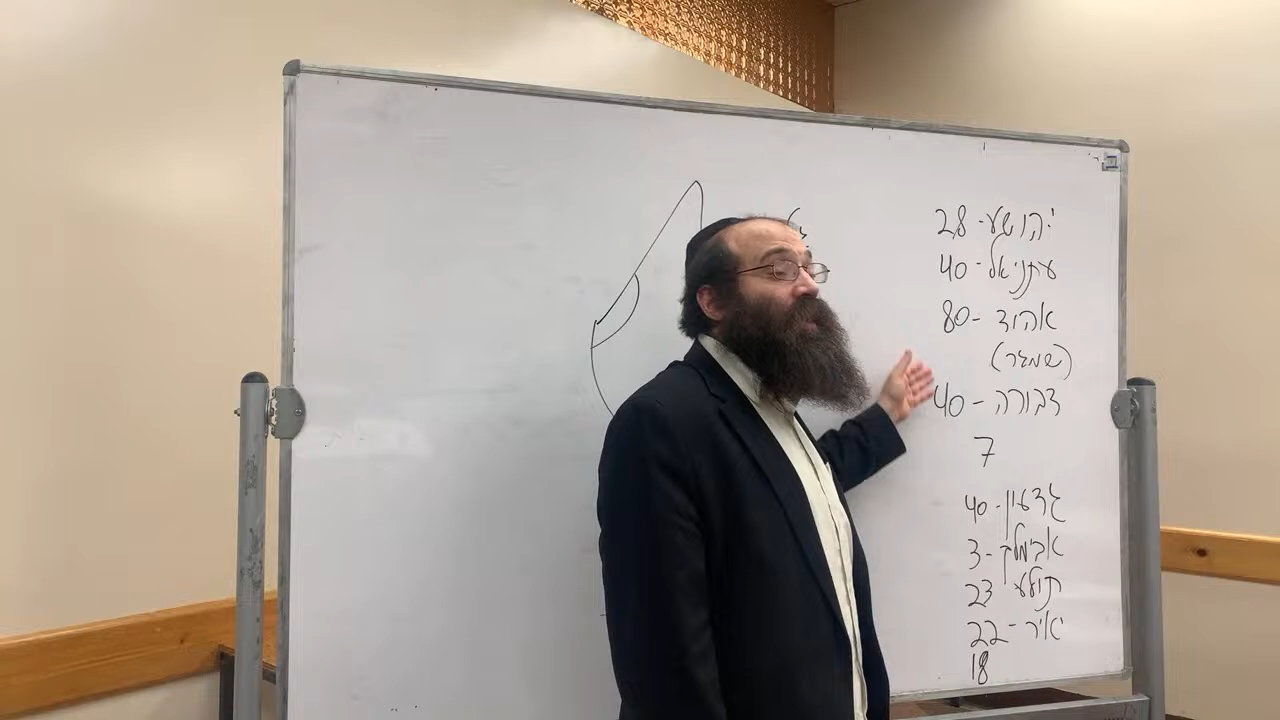 יהושע - 28
עתניאל - 40
אהוד - 80
(שמגר)
דבורה - 40
7
גדעון - 40
אבימלך - 3
תולע 23
יאיר - 22
18